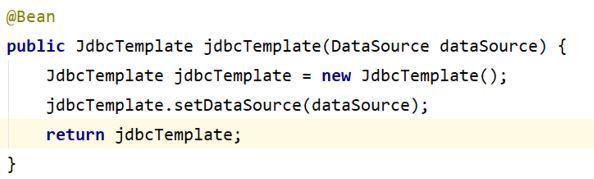 @Bean
public JdbcTemplate jdbcTemplate(DataSource dataSource) {
    JdbcTemplate jdbcTemplate = new JdbcTemplate();
    jdbcTemplate.setDataSource(dataSource);
    return jdbcTemplate;
}